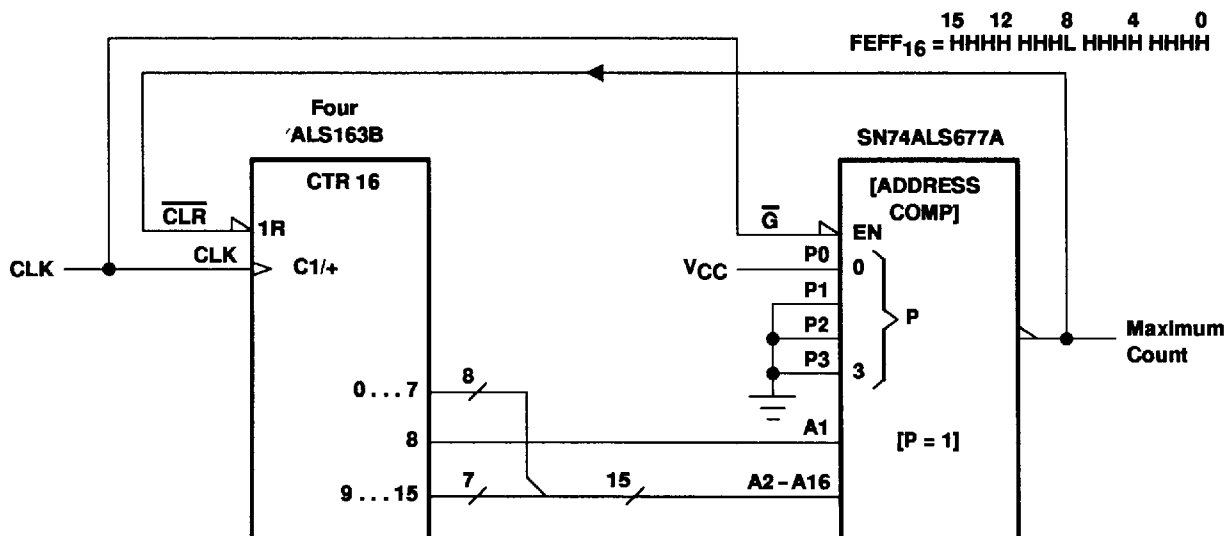 15 12 8 4 0
FEFF16 = HHHH HHHL HHHH HHHH
Four
'ALS163B
SN74ALS677A
CTR 16
[ADDRESS
COMP]
CLR
1R
G
EN
CLK
CLK
C1/+
VCC
P0
0
P1
P
P2
P3
3
Maximum
Count
0 . . . 7
8
8
A1
[P = 1]
9 . . . 15
7
15
A2 – A16